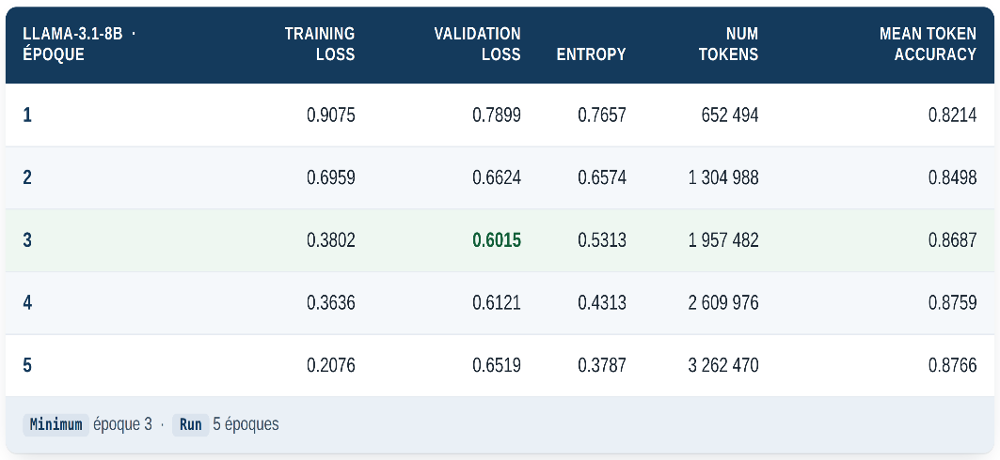 LLAMA-3.1-8B · ÉPOQUE TRAINING LOSS VALIDATION LOSS ENTROPY NUM TOKENS MEAN TOKEN ACCURACY
1 0.9075 0.7899 0.7657 652 494 0.8214
2 0.6959 0.6624 0.6574 1 304 988 0.8498
3 0.3802 0.6015 0.5313 1 957 482 0.8687
4 0.3636 0.6121 0.4313 2 609 976 0.8759
5 0.2076 0.6519 0.3787 3 262 470 0.8766
Minimum époque 3 · Run 5 époques